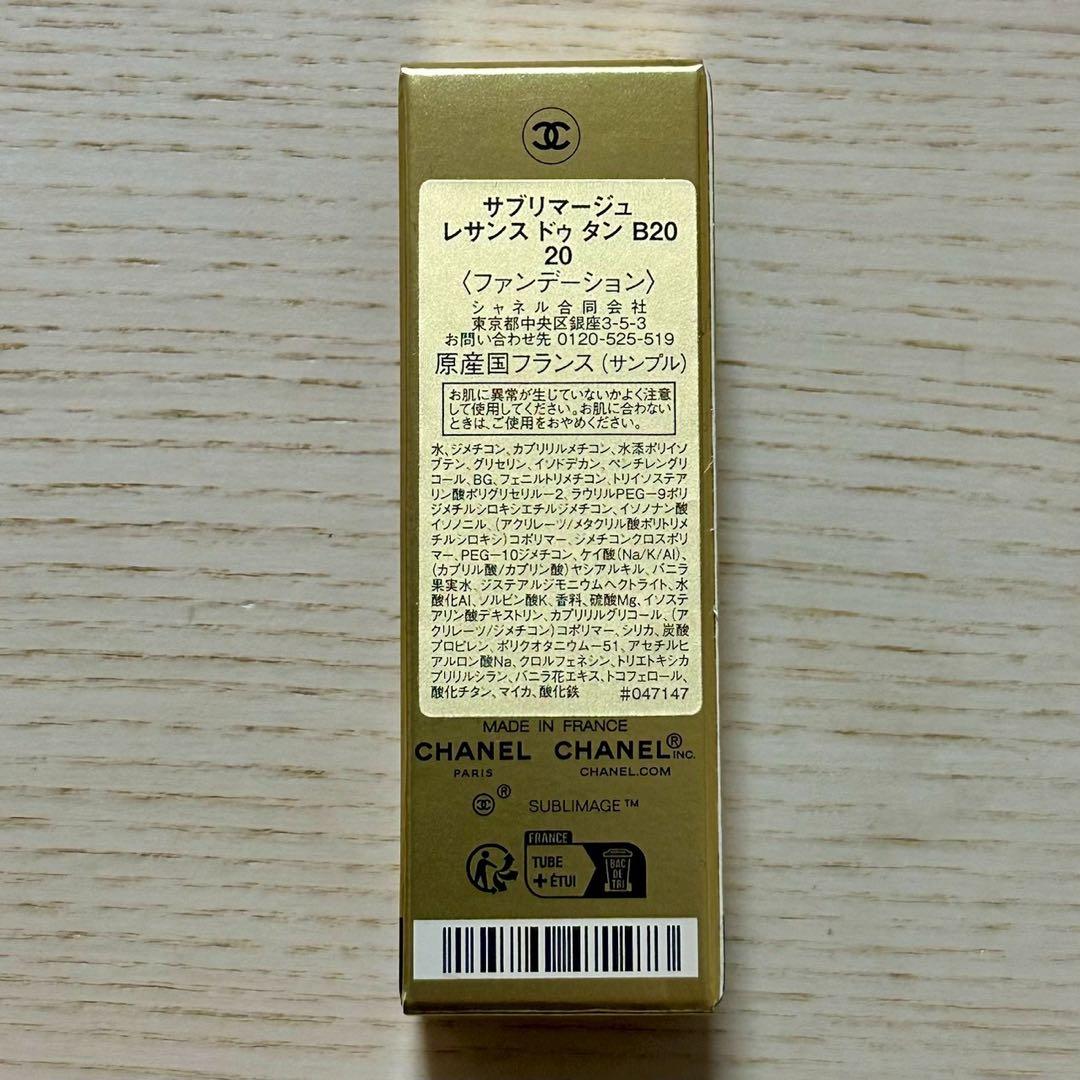 サブリマージュ
レサンス ドゥ タン B20
20
〈ファンデーション〉
シャネル合同会社
東京都中央区銀座3-5-3
お問い合わせ先 0120-525-519
原産国フランス(サンプル)
お肌に異常が生じていないかよく注意
して使用してください。お肌に合わない
ときは、ご使用をおやめください。
水、ジメチコン、カプリリルメチコン、水添ポリイソ
ブテン、グリセリン、イソドデカン、ペンチレングリ
コール、BG、フェニルトリメチコン、トリイソステア
リン酸ポリグリセリル-2、ラウリルPEG-9ポリ
ジメチルシロキシエチルジメチコン、イソノナン酸
イソノニル、(アクリレーツ/メタクリル酸ポリトリメ
チルシロキシ)コポリマー、ジメチコンクロスポリ
マー、PEG-10ジメチコン、ケイ酸(Na/K/Al)、
(カプリル酸/カプリン酸)ヤシアルキル、バニラ
果実水、ジステアルジモニウムヘクトライト、水
酸化Al、ソルビン酸K、香料、硫酸Mg、イソステ
アリン酸デキストリン、カプリリルグリコール、(ア
クリレーツ/ジメチコン)コポリマー、シリカ、炭酸
プロピレン、ポリクオタニウム-51、アセチルヒ
アルロン酸Na、クロルフェネシン、トリエトキシカ
プリリルシラン、バニラ花エキス、トコフェロール、
酸化チタン、マイカ、酸化鉄 #047147
MADE IN FRANCE
CHANEL CHANEL® INC.
PARIS CHANEL.COM
® SUBLIMAGE™
FRANCE
TUBE
+ ÉTUI
BAC
DE
TRI